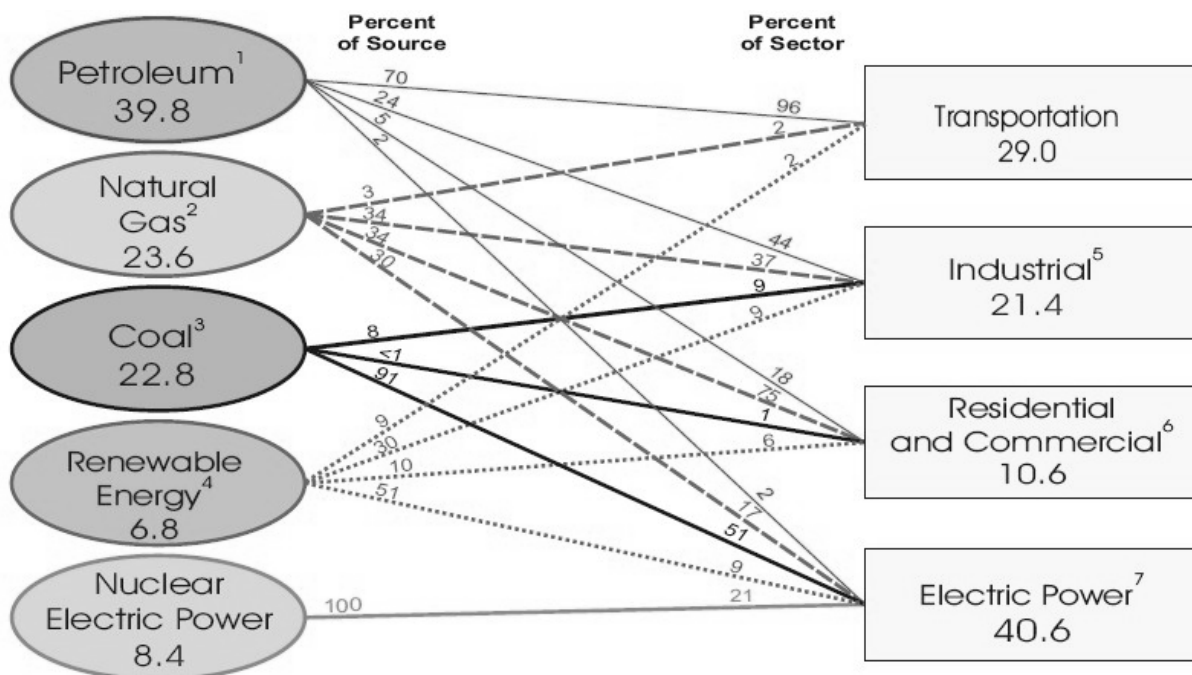 Percent
of Source
Percent
of Sector
Petroleum1
39.8
Natural
Gas2
23.6
Coal3
22.8
Renewable
Energy4
6.8
Nuclear
Electric Power
8.4
70
24
5
2
3
34
34
30
8
<1
91
9
30
10
51
100
96
2
2
44
37
9
9
18
75
1
6
2
17
51
9
21
Transportation
29.0
Industrial5
21.4
Residential
and Commercial6
10.6
Electric Power7
40.6